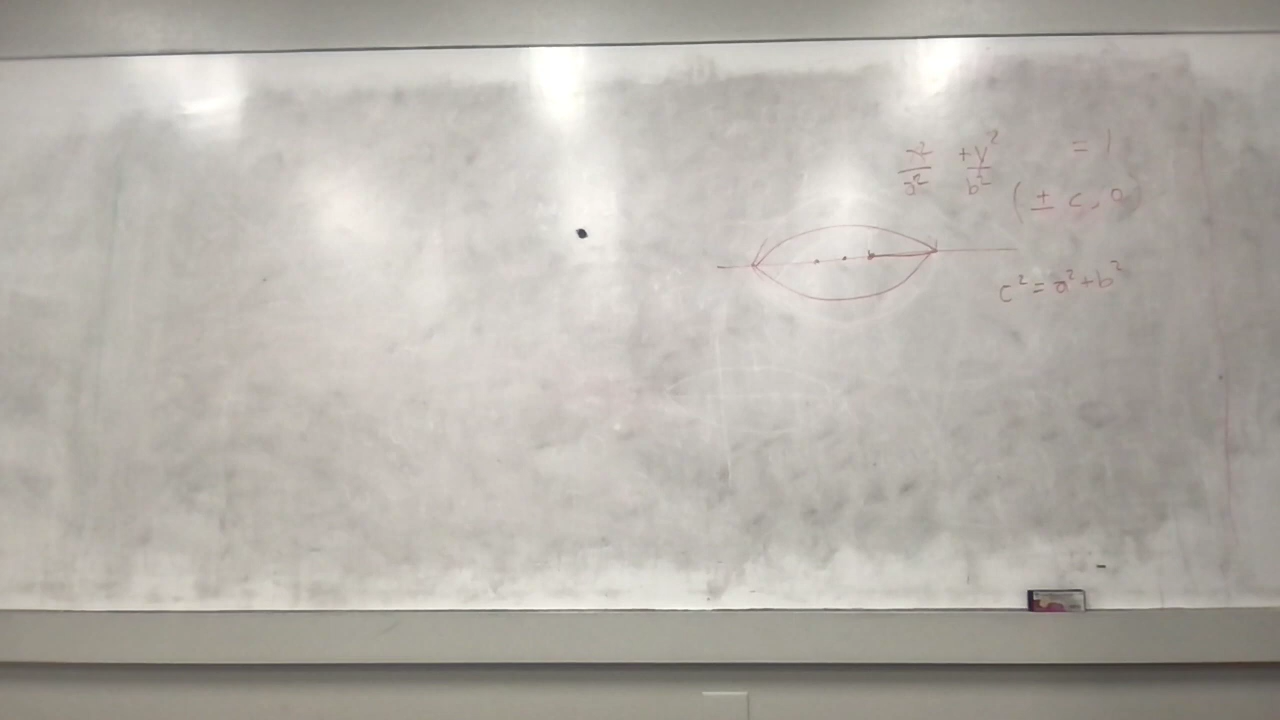 x²/a² + y²/b² = 1
(± c, 0)
c² = a² + b²